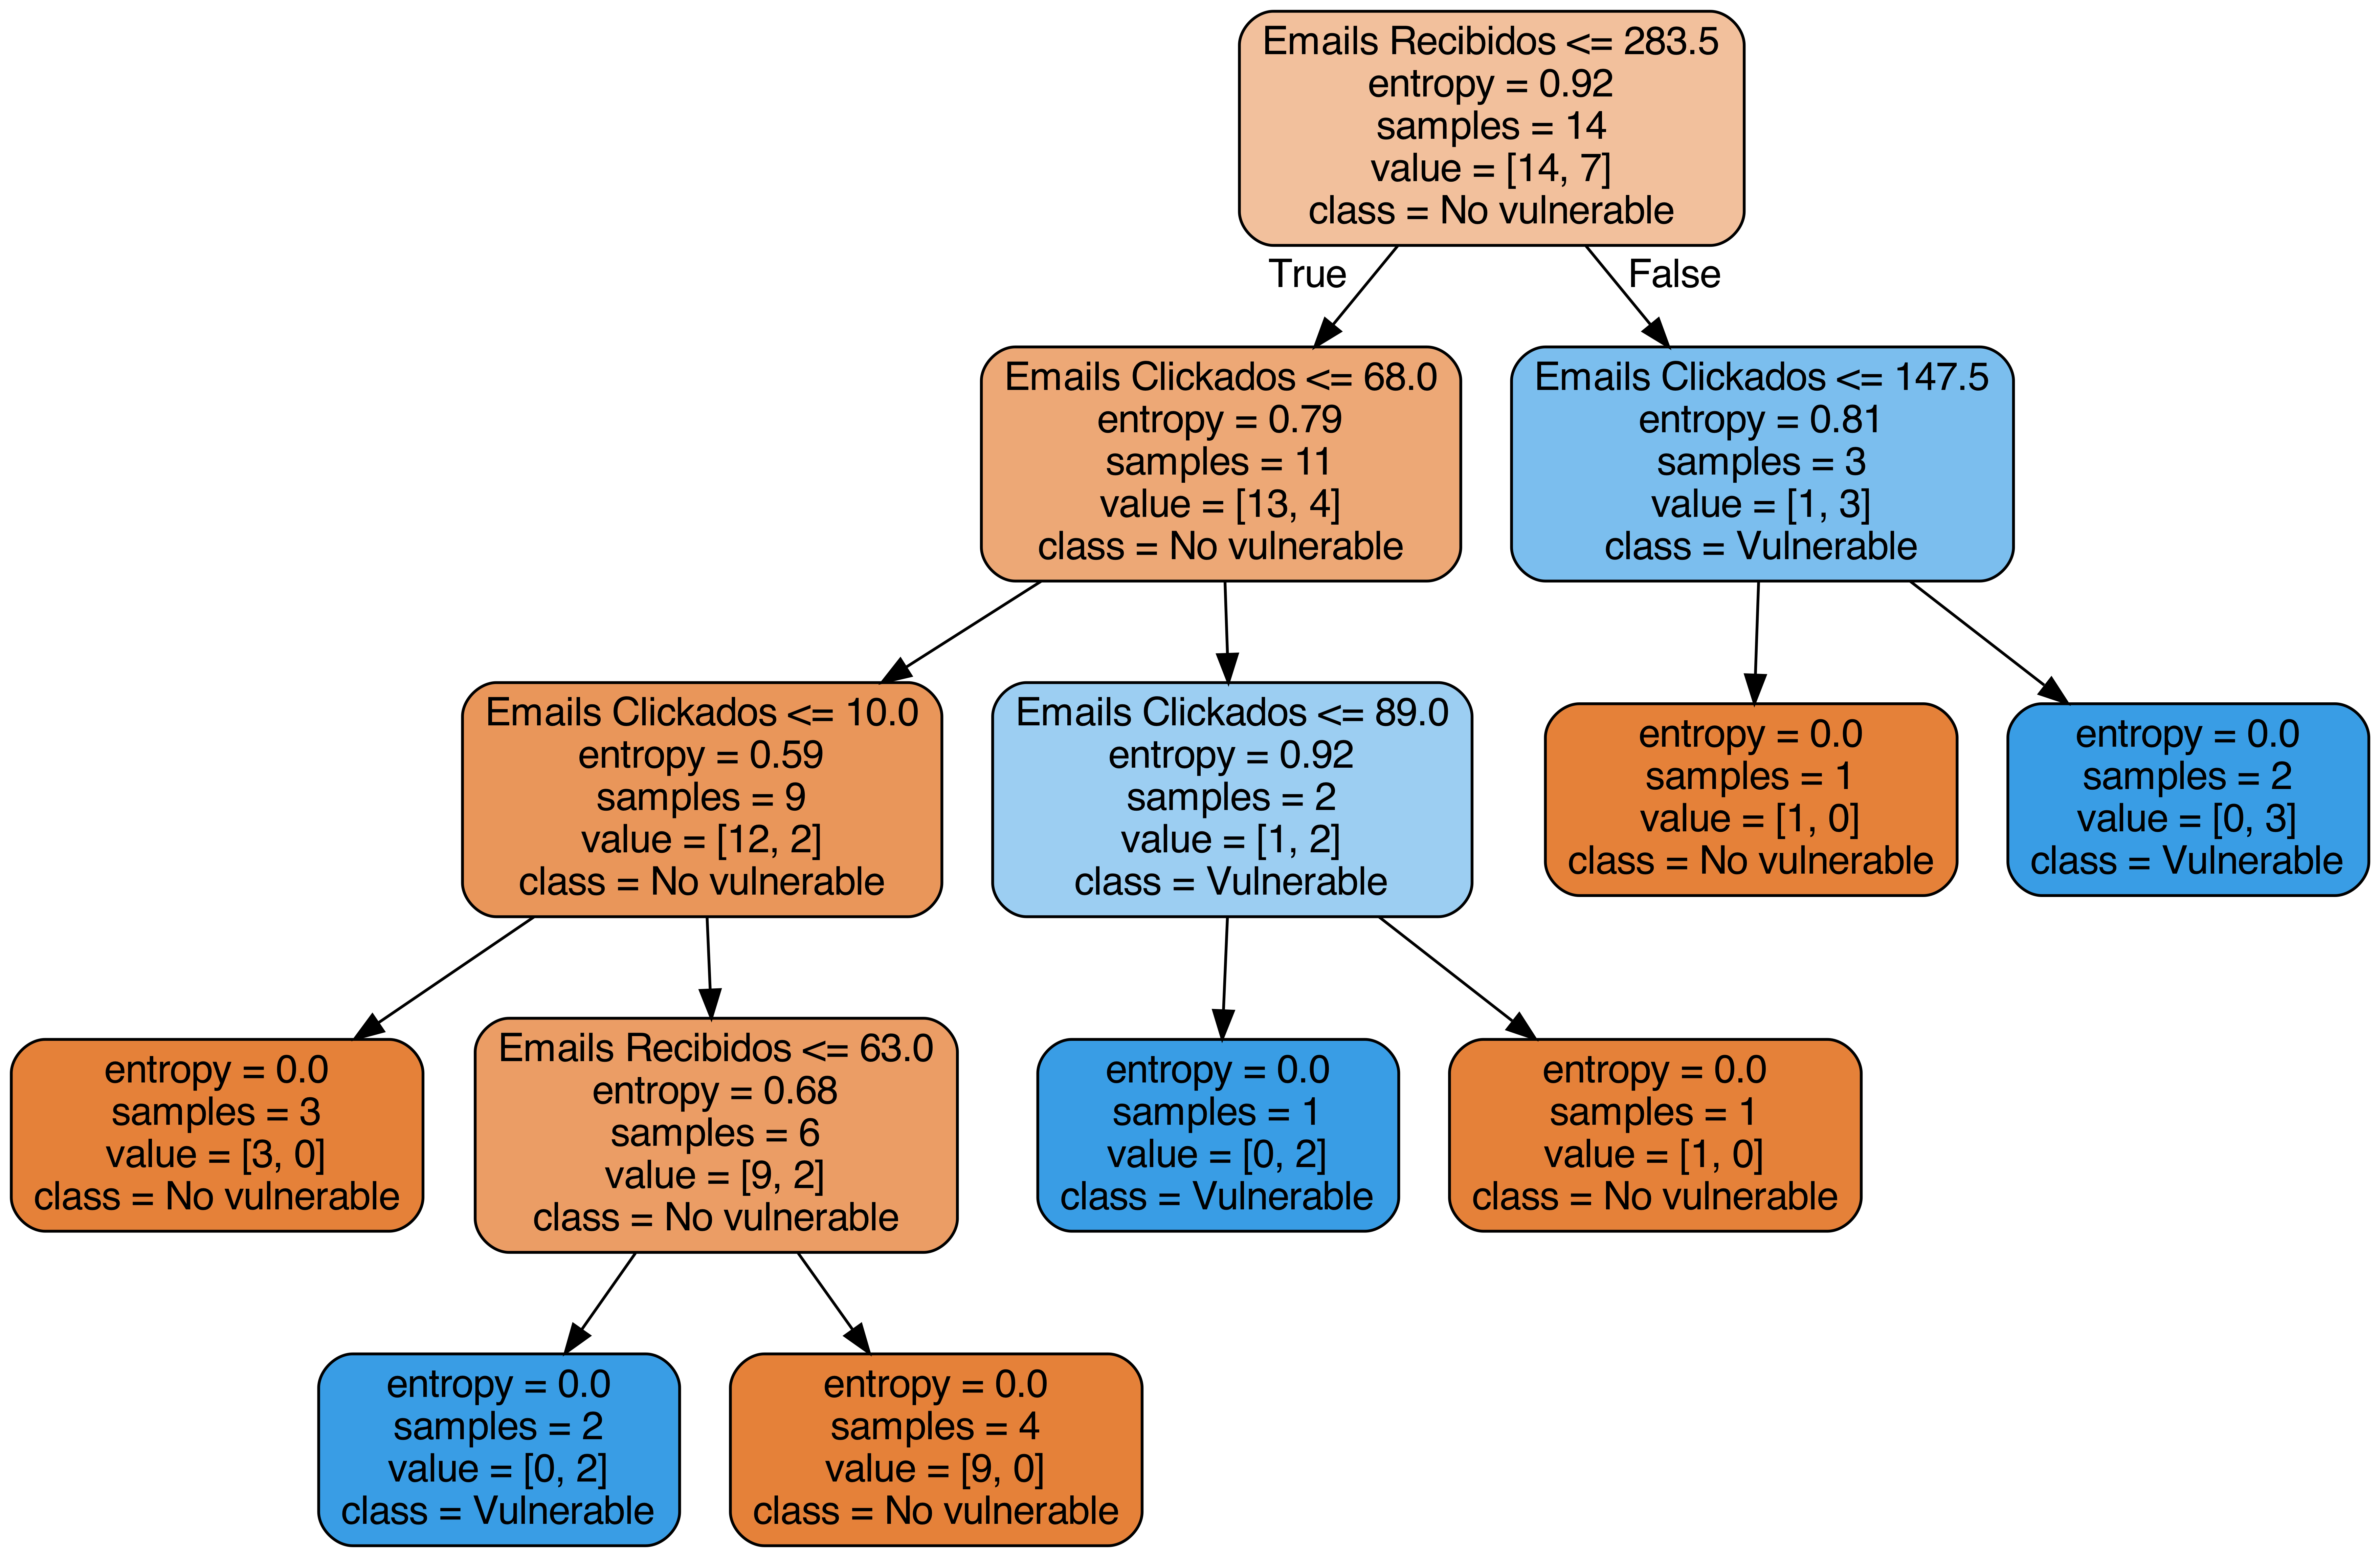 Emails Recibidos <= 283.5
entropy = 0.92
samples = 14
value = [14, 7]
class = No vulnerable
True
False
Emails Clickados <= 68.0
entropy = 0.79
samples = 11
value = [13, 4]
class = No vulnerable
Emails Clickados <= 147.5
entropy = 0.81
samples = 3
value = [1, 3]
class = Vulnerable
Emails Clickados <= 10.0
entropy = 0.59
samples = 9
value = [12, 2]
class = No vulnerable
Emails Clickados <= 89.0
entropy = 0.92
samples = 2
value = [1, 2]
class = Vulnerable
entropy = 0.0
samples = 1
value = [1, 0]
class = No vulnerable
entropy = 0.0
samples = 2
value = [0, 3]
class = Vulnerable
entropy = 0.0
samples = 3
value = [3, 0]
class = No vulnerable
Emails Recibidos <= 63.0
entropy = 0.68
samples = 6
value = [9, 2]
class = No vulnerable
entropy = 0.0
samples = 1
value = [0, 2]
class = Vulnerable
entropy = 0.0
samples = 1
value = [1, 0]
class = No vulnerable
entropy = 0.0
samples = 2
value = [0, 2]
class = Vulnerable
entropy = 0.0
samples = 4
value = [9, 0]
class = No vulnerable